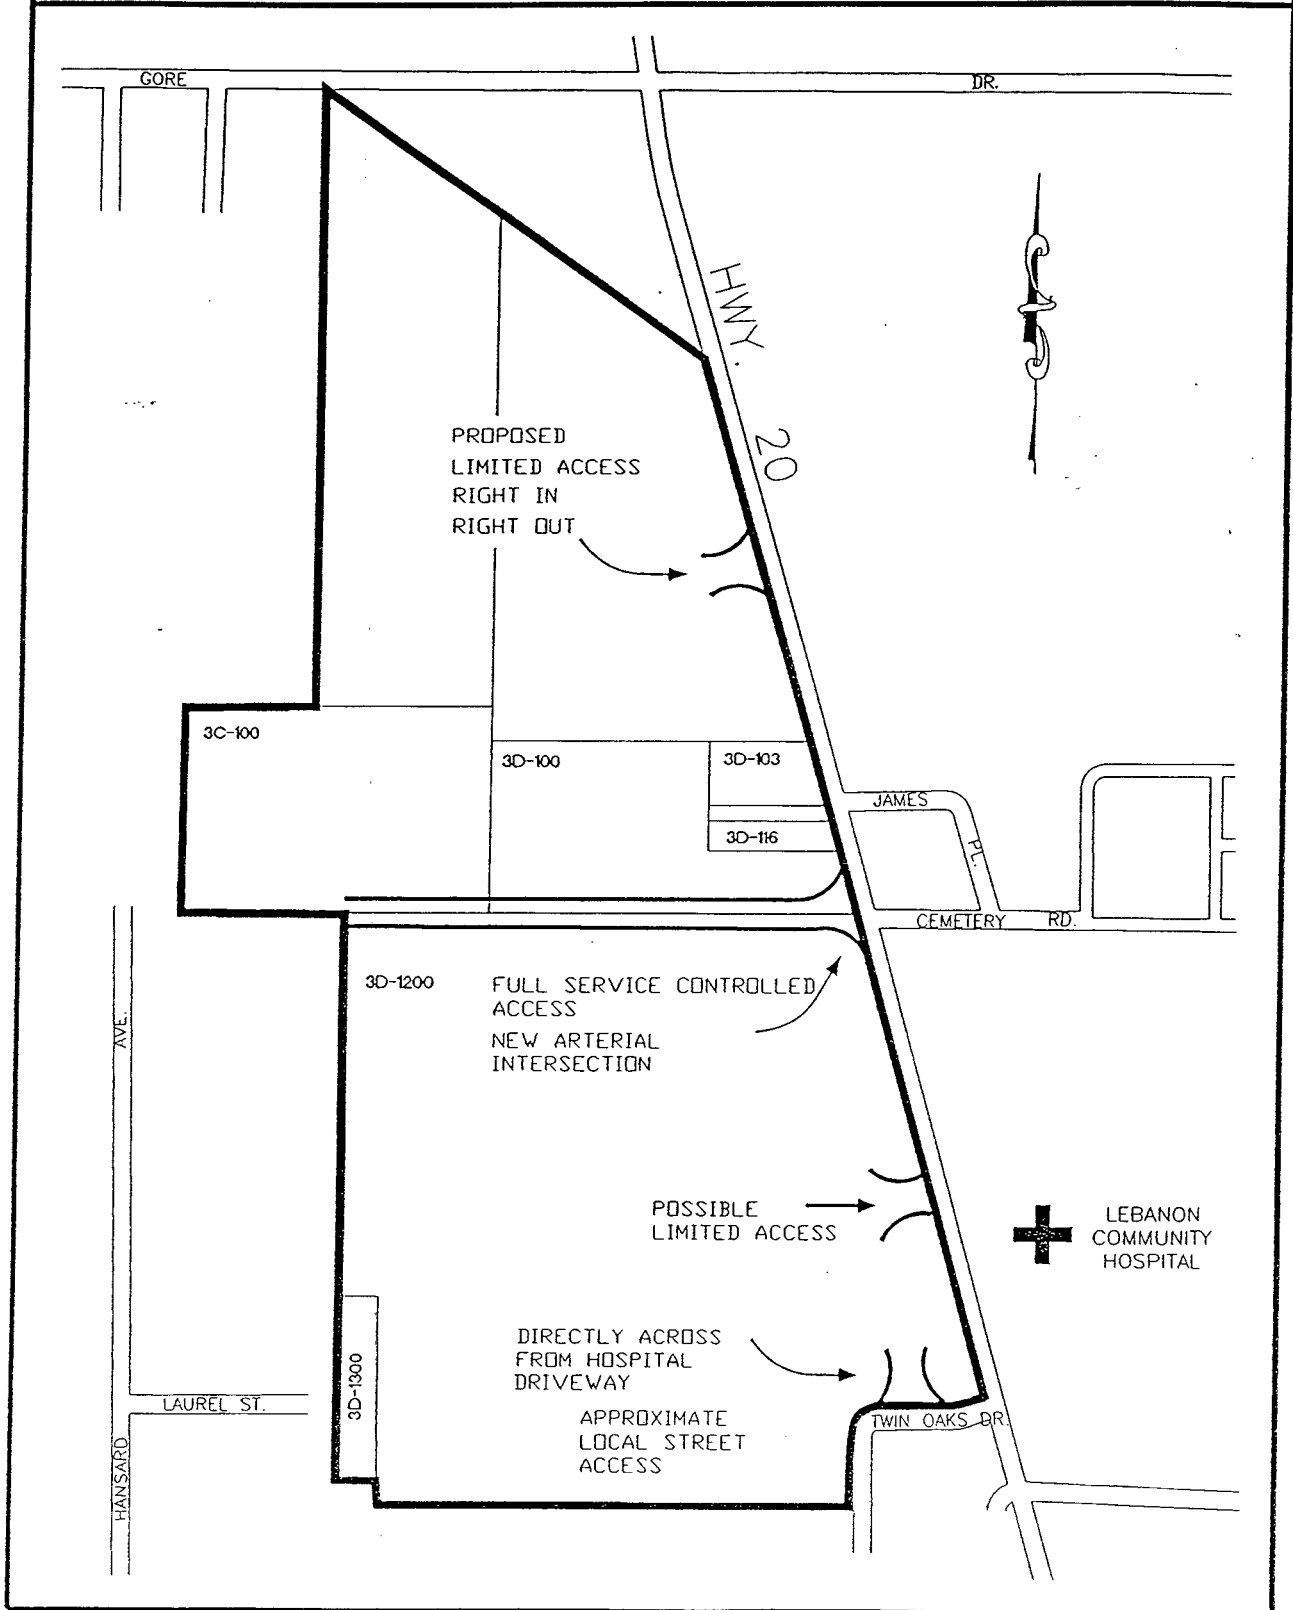 GORE
DR.
HWY.
20
PROPOSED
LIMITED ACCESS
RIGHT IN
RIGHT OUT
3C-100
3D-100
3D-103
3D-116
JAMES
PL.
CEMETERY RD.
3D-1200
FULL SERVICE CONTROLLED
ACCESS
NEW ARTERIAL
INTERSECTION
AVE.
POSSIBLE
LIMITED ACCESS
LEBANON
COMMUNITY
HOSPITAL
DIRECTLY ACROSS
FROM HOSPITAL
DRIVEWAY
3D-1300
LAUREL ST.
APPROXIMATE
LOCAL STREET
ACCESS
TWIN OAKS DR.
HANSARD